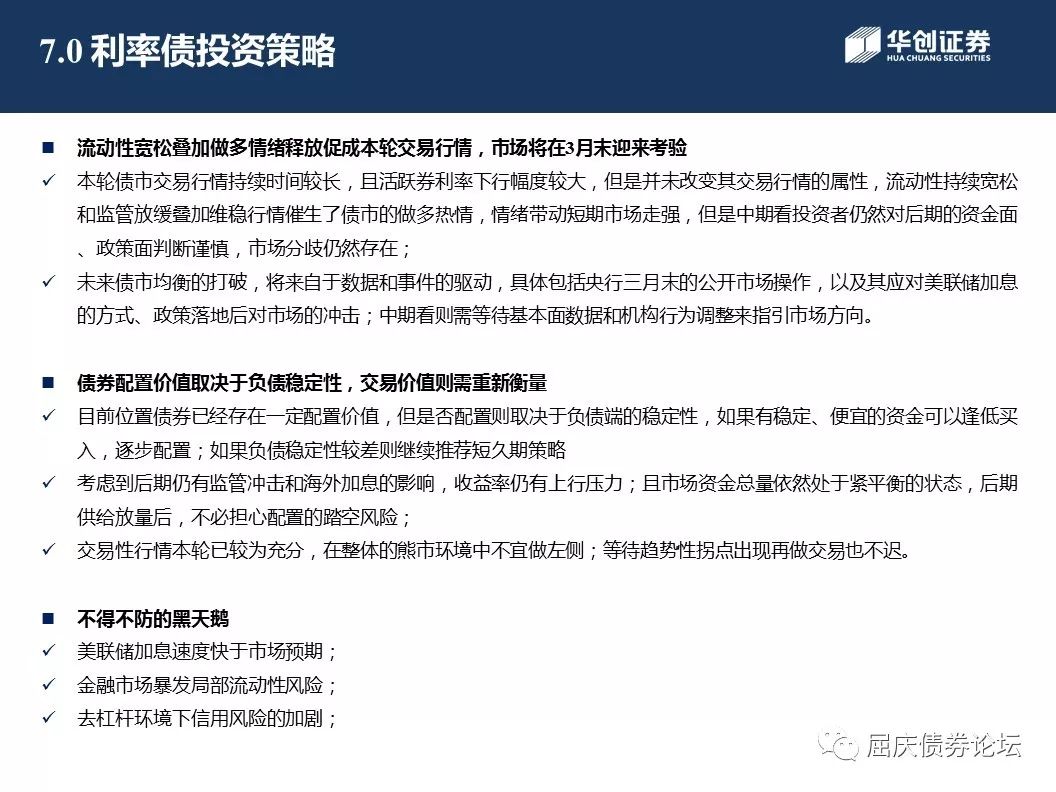 7.0 利率债投资策略
华创证券
HUA CHUANG SECURITIES
■ 流动性宽松叠加做多情绪释放促成本轮交易行情，市场将在3月末迎来考验
✓ 本轮债市交易行情持续时间较长，且活跃券利率下行幅度较大，但是并未改变其交易行情的属性，流动性持续宽松
和监管放缓叠加维稳行情催生了债市的做多热情，情绪带动短期市场走强，但是中期看投资者仍然对后期的资金面
、政策面判断谨慎，市场分歧仍然存在；
✓ 未来债市均衡的打破，将来自于数据和事件的驱动，具体包括央行三月末的公开市场操作，以及其应对美联储加息
的方式、政策落地后对市场的冲击；中期看则需等待基本面数据和机构行为调整来指引市场方向。
■ 债券配置价值取决于负债稳定性，交易价值则需重新衡量
✓ 目前位置债券已经存在一定配置价值，但是否配置则取决于负债端的稳定性，如果有稳定、便宜的资金可以逢低买
入，逐步配置；如果负债稳定性较差则继续推荐短久期策略
✓ 考虑到后期仍有监管冲击和海外加息的影响，收益率仍有上行压力；且市场资金总量依然处于紧平衡的状态，后期
供给放量后，不必担心配置的踏空风险；
✓ 交易性行情本轮已较为充分，在整体的熊市环境中不宜做左侧；等待趋势性拐点出现再做交易也不迟。
■ 不得不防的黑天鹅
✓ 美联储加息速度快于市场预期；
✓ 金融市场暴发局部流动性风险；
✓ 去杠杆环境下信用风险的加剧；
屈庆债券论坛